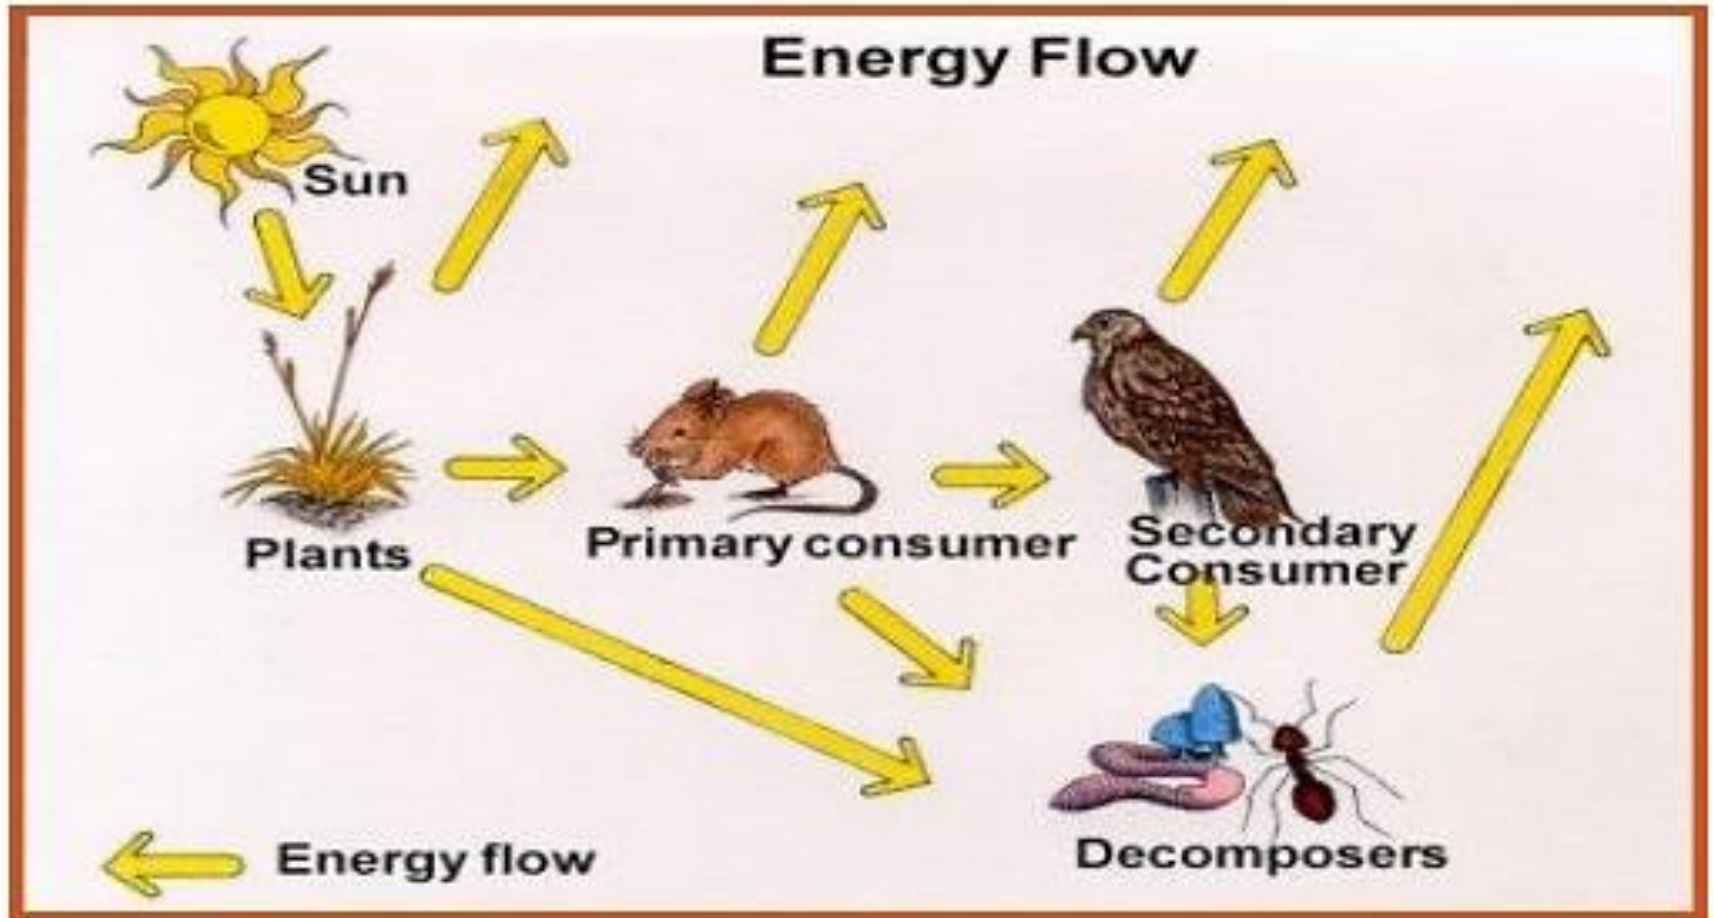 Energy Flow
Sun
Plants
Primary consumer
Secondary
Consumer
Decomposers
Energy flow